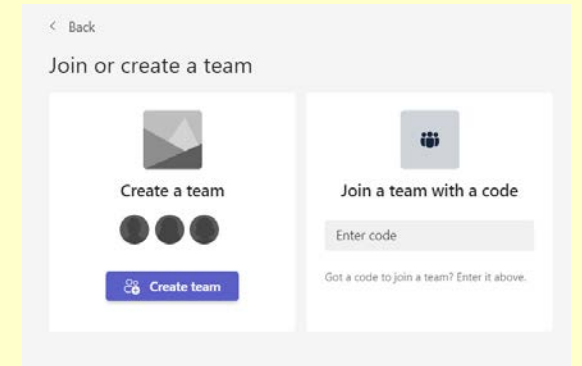 < Back
Join or create a team
Create a team
Create team
Join a team with a code
Enter code
Got a code to join a team? Enter it above.